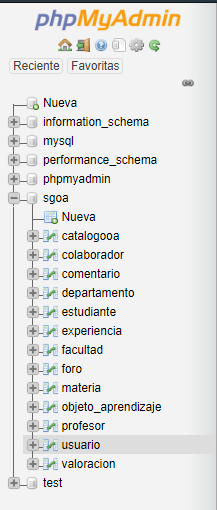 phpMyAdmin
Reciente Favoritas
Nueva
information_schema
mysql
performance_schema
phpmyadmin
sgoa
Nueva
catalogooa
colaborador
comentario
departamento
estudiante
experiencia
facultad
foro
materia
objeto_aprendizaje
profesor
usuario
valoracion
test